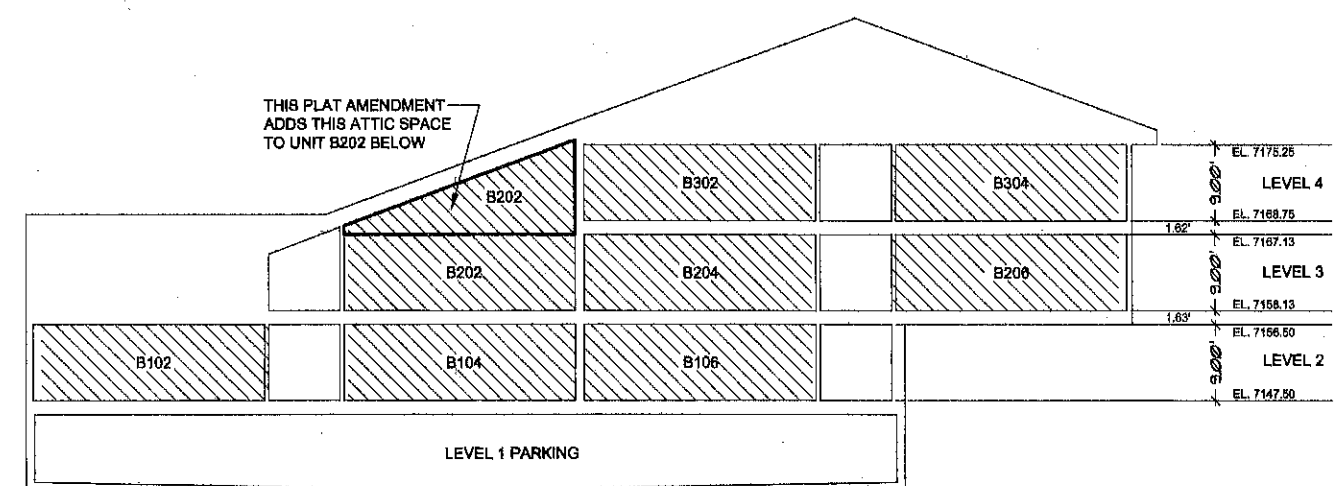 THIS PLAT AMENDMENT
ADDS THIS ATTIC SPACE
TO UNIT B202 BELOW
B202
B302
B304
EL. 7175.25
9.00'
LEVEL 4
EL. 7168.75
1.62'
B202
B204
B206
EL. 7167.13
9.00'
LEVEL 3
EL. 7158.13
1.63'
B102
B104
B106
EL. 7156.50
9.00'
LEVEL 2
EL. 7147.50
LEVEL 1 PARKING